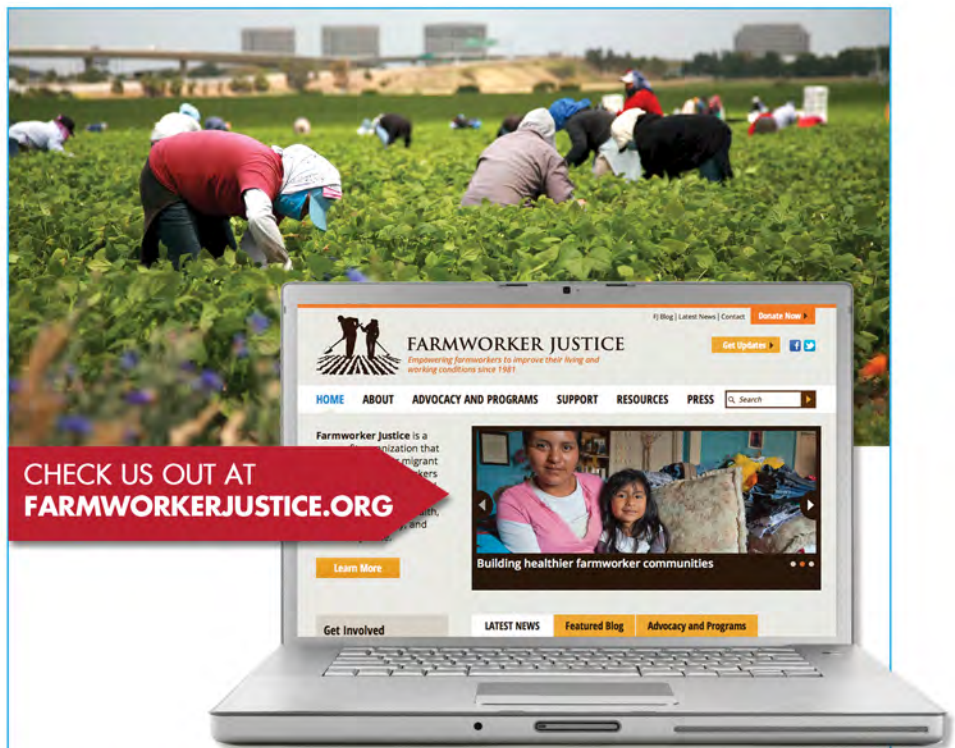 FJ Blog | Latest News | Contact
Donate Now
FARMWORKER JUSTICE
Empowering farmworkers to improve their living and
working conditions since 1981
Get Updates
HOME ABOUT ADVOCACY AND PROGRAMS SUPPORT RESOURCES PRESS Search
Farmworker Justice is a
organization that
migrant
kers
CHECK US OUT AT
FARMWORKERJUSTICE.ORG
and
Learn More
Building healthier farmworker communities
Get Involved
LATEST NEWS Featured Blog Advocacy and Programs